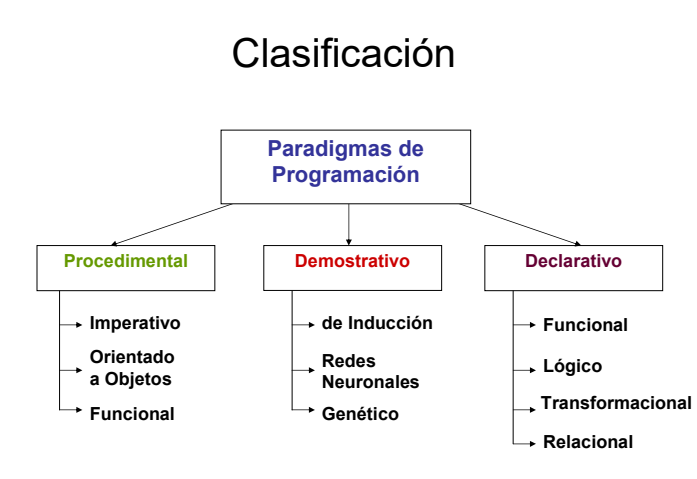 Clasificación
Paradigmas de
Programación
Procedimental
Imperativo
Orientado
a Objetos
Funcional
Demostrativo
de Inducción
Redes
Neuronales
Genético
Declarativo
Funcional
Lógico
Transformacional
Relacional